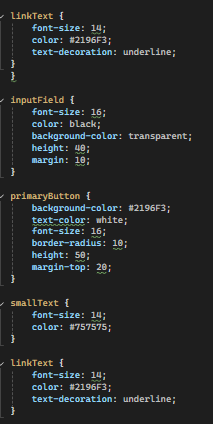 linkText {
font-size: 14;
color: #2196F3;
text-decoration: underline;
}
}
inputField {
font-size: 16;
color: black;
background-color: transparent;
height: 40;
margin: 10;
}
primaryButton {
background-color: #2196F3;
text-color: white;
font-size: 16;
border-radius: 10;
height: 50;
margin-top: 20;
}
smallText {
font-size: 14;
color: #757575;
}
linkText {
font-size: 14;
color: #2196F3;
text-decoration: underline;
}